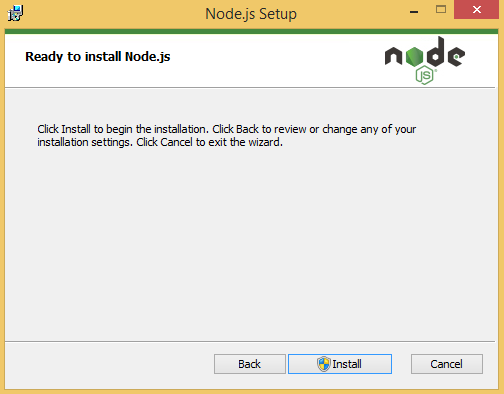 Node.js Setup
Ready to install Node.js
node
JS
Click Install to begin the installation. Click Back to review or change any of your
installation settings. Click Cancel to exit the wizard.
Back
Install
Cancel